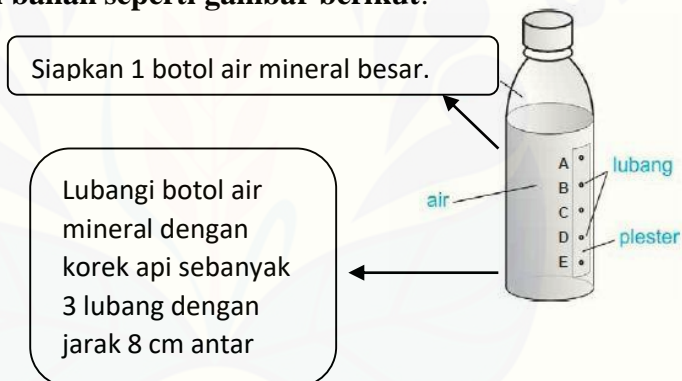 bahan seperti gambar berikut:
Siapkan 1 botol air mineral besar.
Lubangi botol air
mineral dengan
korek api sebanyak
3 lubang dengan
jarak 8 cm antar
air
A
B
C
D
E
lubang
plester